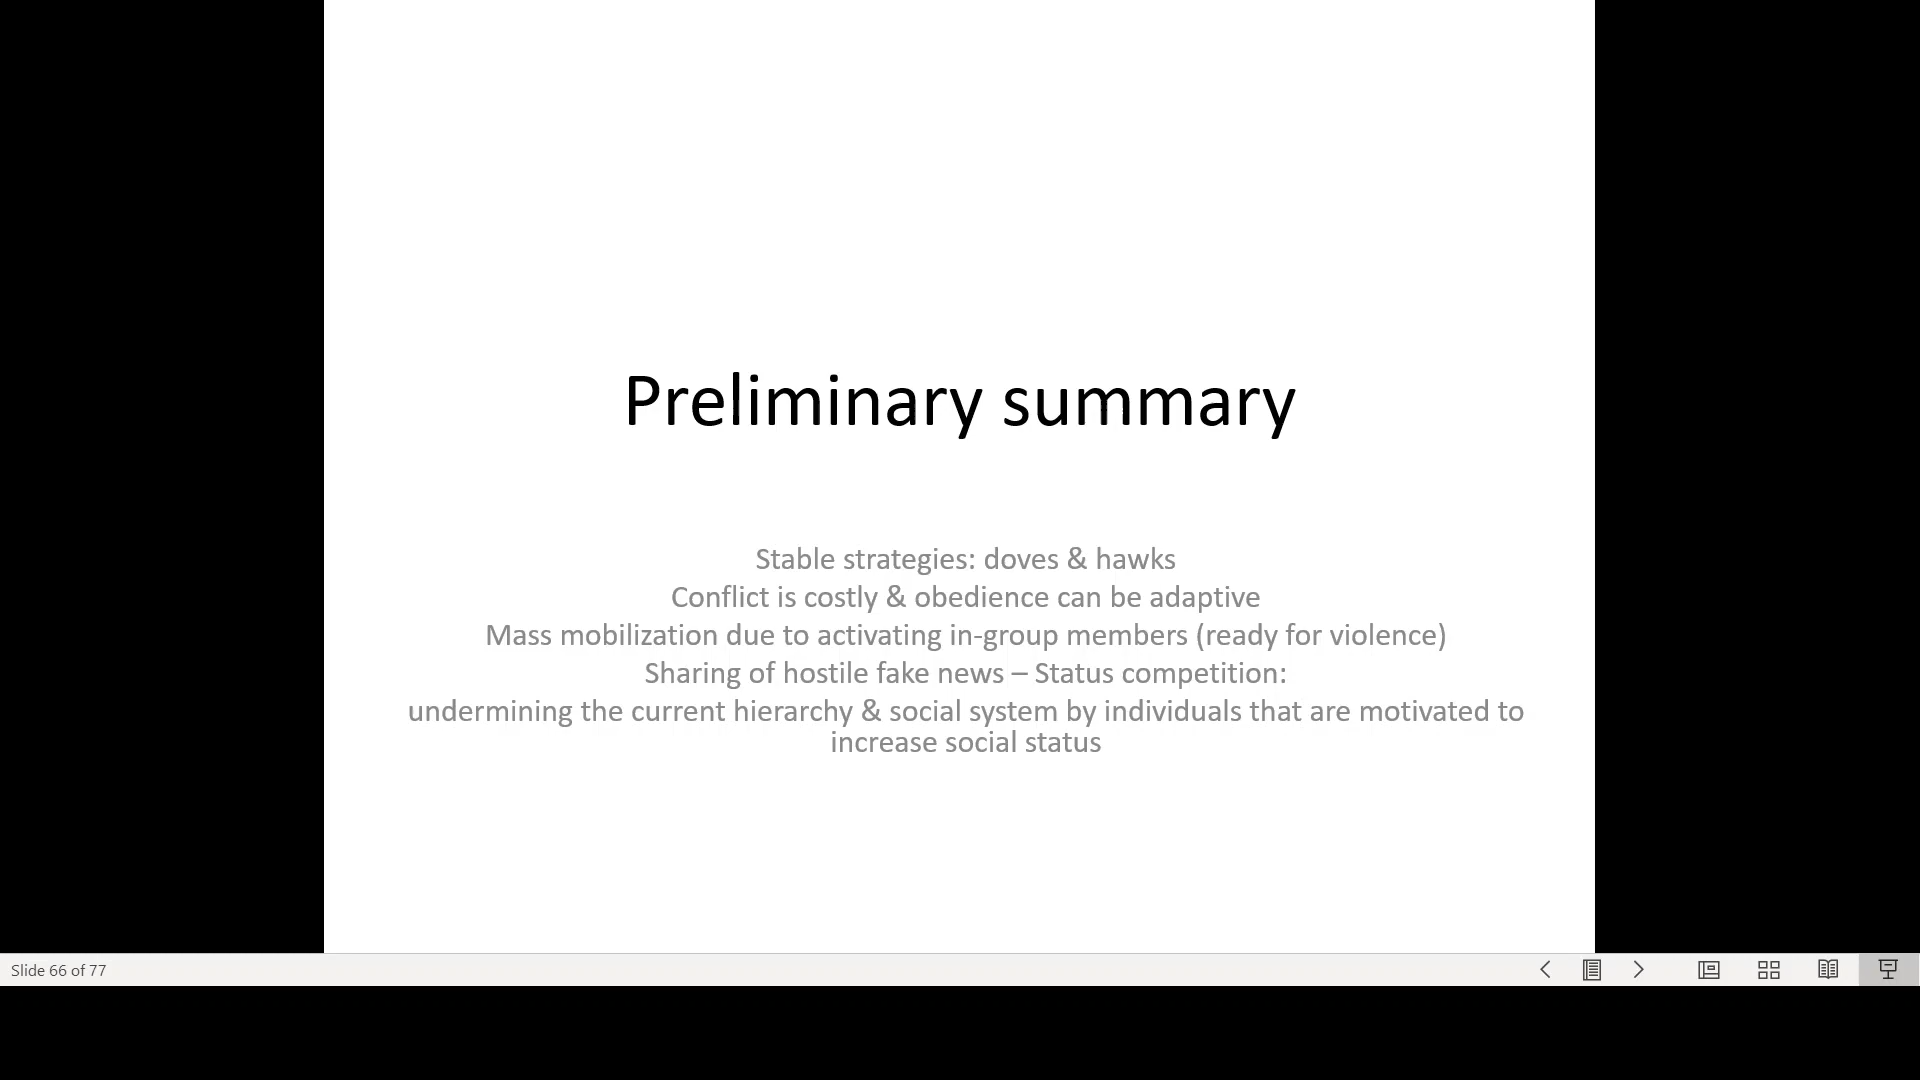 Preliminary summary
Stable strategies: doves & hawks
Conflict is costly & obedience can be adaptive
Mass mobilization due to activating in-group members (ready for violence)
Sharing of hostile fake news – Status competition:
undermining the current hierarchy & social system by individuals that are motivated to
increase social status
Slide 66 of 77